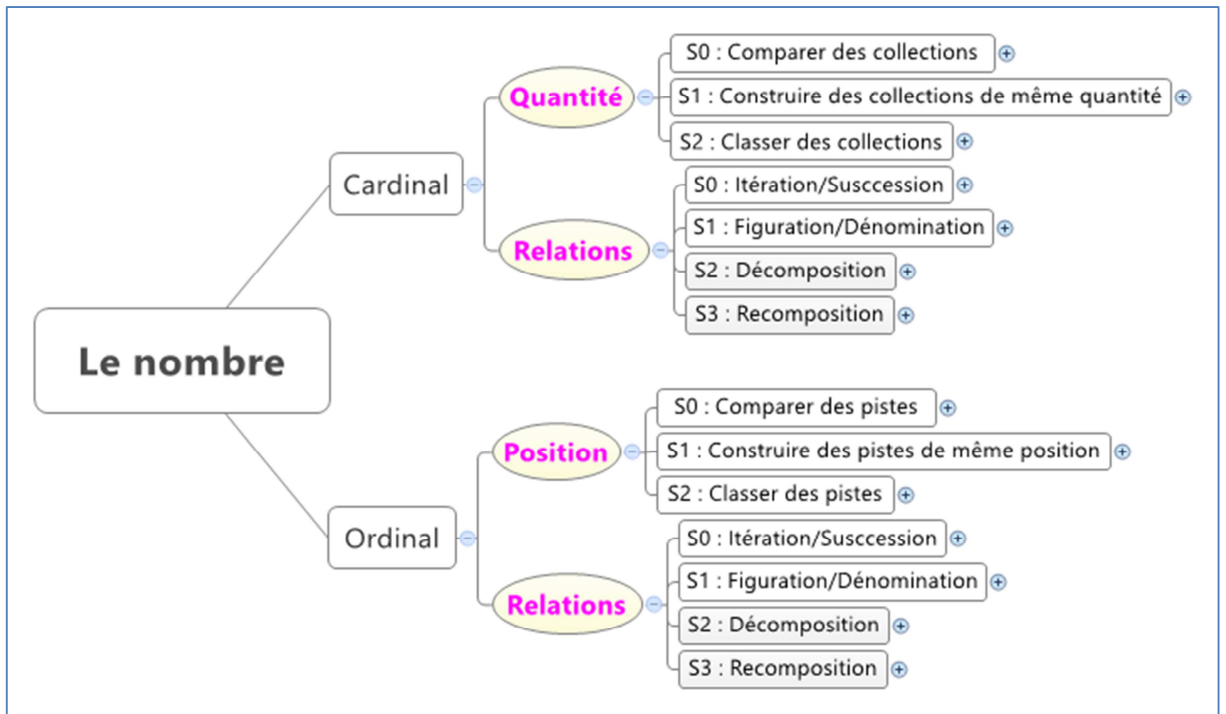 Le nombre
Cardinal
Quantité
S0 : Comparer des collections
S1 : Construire des collections de même quantité
S2 : Classer des collections
Relations
S0 : Itération/Susccession
S1 : Figuration/Dénomination
S2 : Décomposition
S3 : Recomposition
Ordinal
Position
S0 : Comparer des pistes
S1 : Construire des pistes de même position
S2 : Classer des pistes
Relations
S0 : Itération/Susccession
S1 : Figuration/Dénomination
S2 : Décomposition
S3 : Recomposition